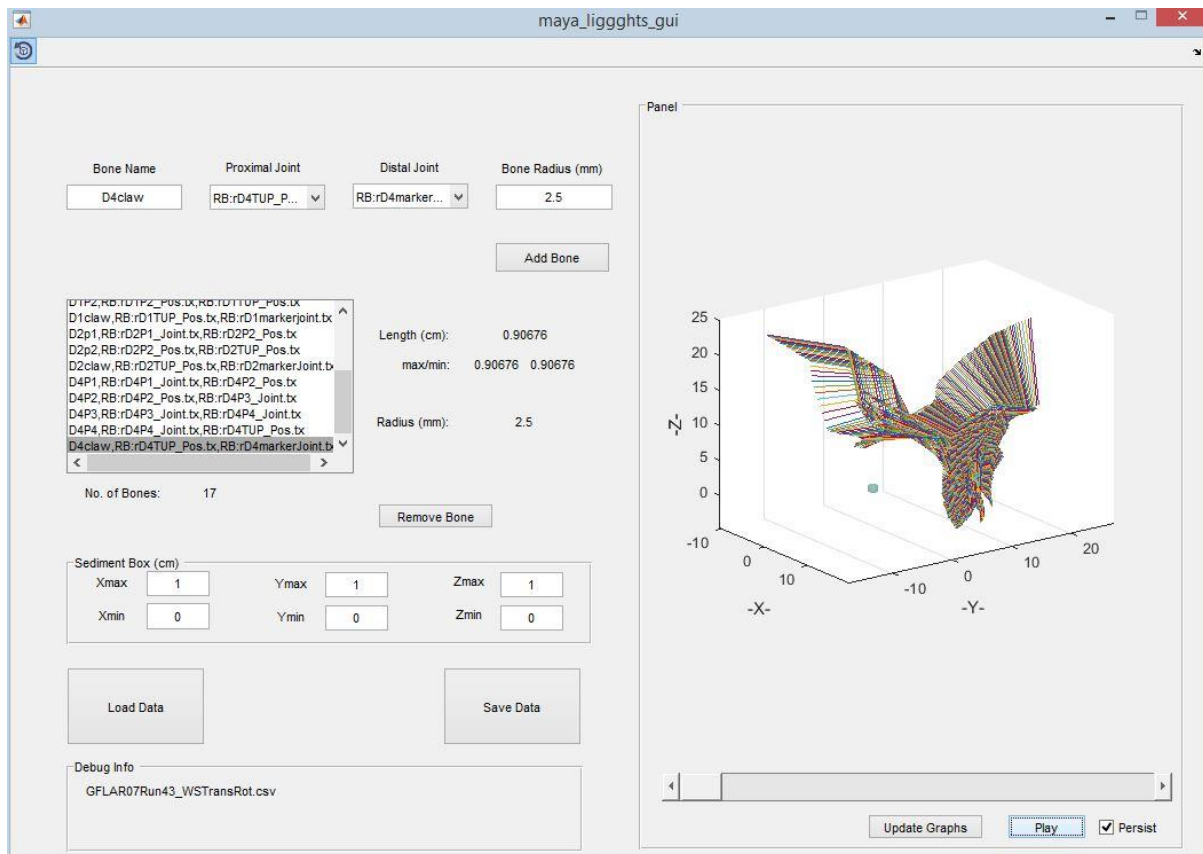 maya_liggghts_gui
Bone Name Proximal Joint Distal Joint Bone Radius (mm)
D4claw RB:rD4TUP_P... RB:rD4marker... 2.5
Add Bone
D1P2,RB:rD1P2_Pos.tx,RB:rD1TUP_Pos.tx
D1claw,RB:rD1TUP_Pos.tx,RB:rD1markerjoint.tx
D2p1,RB:rD2P1_Joint.tx,RB:rD2P2_Pos.tx
D2p2,RB:rD2P2_Pos.tx,RB:rD2TUP_Pos.tx
D2claw,RB:rD2TUP_Pos.tx,RB:rD2markerJoint.tx
D4P1,RB:rD4P1_Joint.tx,RB:rD4P2_Pos.tx
D4P2,RB:rD4P2_Pos.tx,RB:rD4P3_Joint.tx
D4P3,RB:rD4P3_Joint.tx,RB:rD4P4_Joint.tx
D4P4,RB:rD4P4_Joint.tx,RB:rD4TUP_Pos.tx
D4claw,RB:rD4TUP_Pos.tx,RB:rD4markerJoint.tx
Length (cm): 0.90676
max/min: 0.90676 0.90676
Radius (mm): 2.5
No. of Bones: 17
Remove Bone
Sediment Box (cm)
Xmax 1 Ymax 1 Zmax 1
Xmin 0 Ymin 0 Zmin 0
Load Data
Save Data
Debug Info
GFLAR07Run43_WSTransRot.csv
Panel
25
20
15
10
5
0
-Z-
-10
0
10
-X-
-10
0
10
20
-Y-
Update Graphs Play Persist